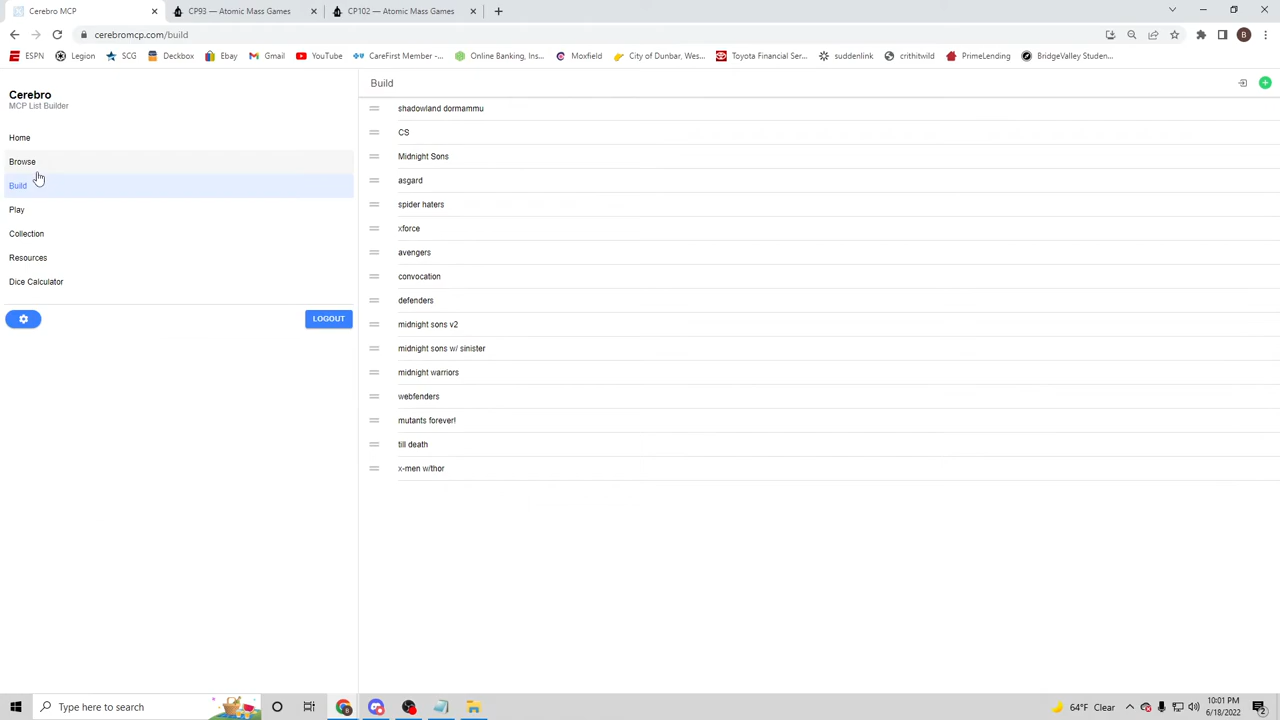 Cerebro MCP
CP93 — Atomic Mass Games
CP102 — Atomic Mass Games
cerebromcp.com/build
B
ESPN
Legion
SCG
Deckbox
Ebay
Gmail
YouTube
CareFirst Member -...
Online Banking, Ins...
Moxfield
City of Dunbar, Wes...
Toyota Financial Ser...
suddenlink
crithitwild
PrimeLending
BridgeValley Studen...
Cerebro
MCP List Builder
Home
Browse
Build
Play
Collection
Resources
Dice Calculator
LOGOUT
Build
shadowland dormammu
CS
Midnight Sons
asgard
spider haters
xforce
avengers
convocation
defenders
midnight sons v2
midnight sons w/ sinister
midnight warriors
webfenders
mutants forever!
till death
x-men w/thor
Type here to search
64°F Clear
10:01 PM
6/18/2022
2